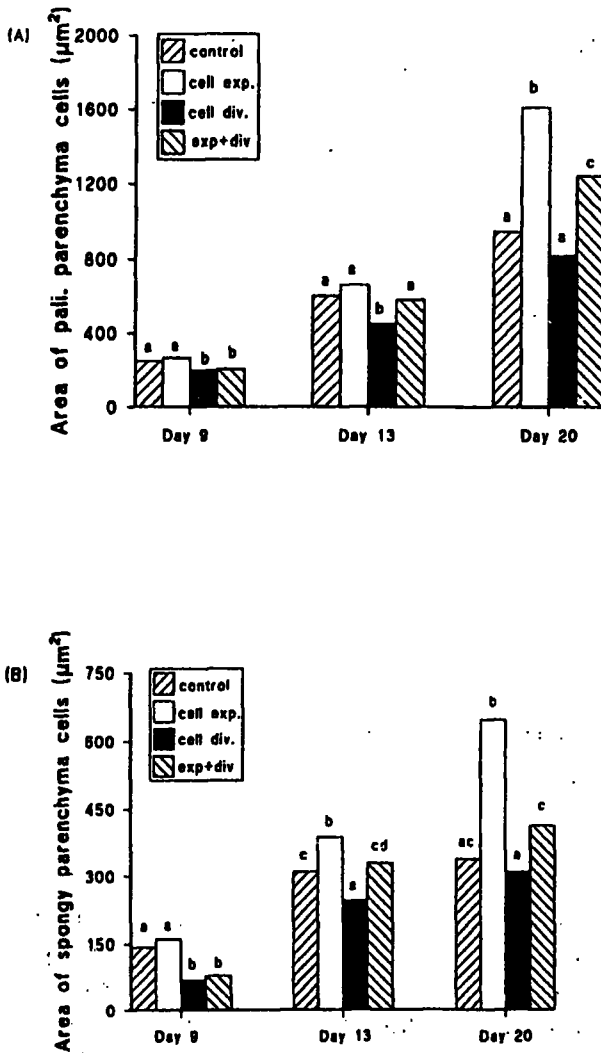 (A)
Area of pali. parenchyma cells (µm²)
2000
1600
1200
800
400
0
control
cell exp.
cell div.
exp+div
a a b b
a a b a
a b a c
Day 9 Day 13 Day 20
(B)
Area of spongy parenchyma cells (µm²)
750
600
450
300
150
0
control
cell exp.
cell div.
exp+div
a a b b
c b a cd
ac b a c
Day 9 Day 13 Day 20